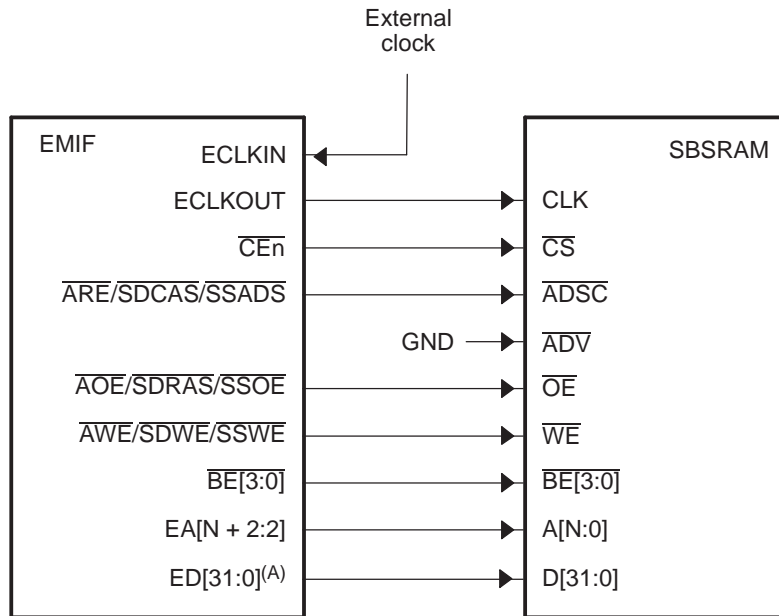 External
clock
EMIF
SBSRAM
ECLKIN
ECLKOUT
CLK
CEn
CS
ARE/SDCAS/SSADS
ADSC
GND
ADV
AOE/SDRAS/SSOE
OE
AWE/SDWE/SSWE
WE
BE[3:0]
BE[3:0]
EA[N + 2:2]
A[N:0]
ED[31:0](A)
D[31:0]